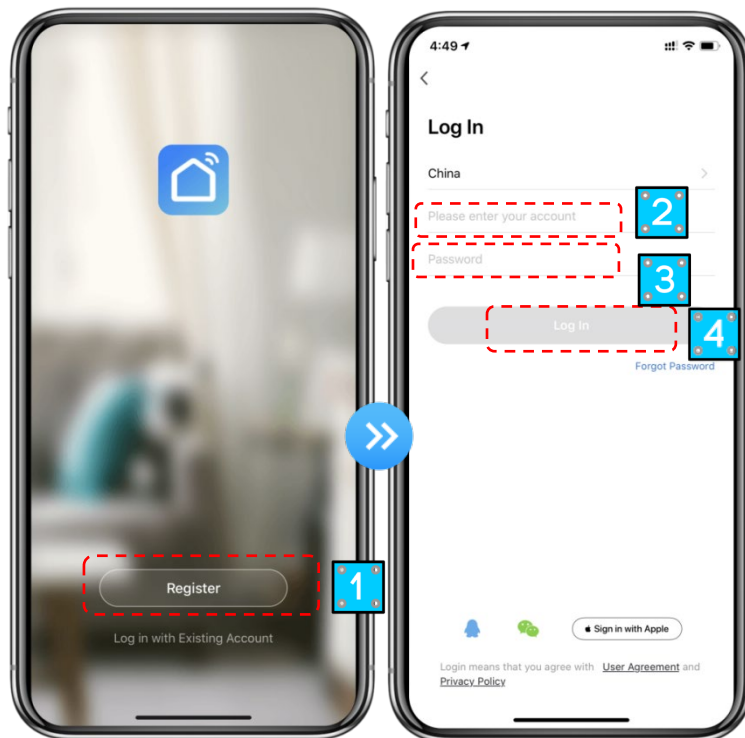 Register
1
Log in with Existing Account
4:49
Log In
China
Please enter your account
2
Password
3
Log In
4
Forgot Password
Sign in with Apple
Login means that you agree with User Agreement and
Privacy Policy